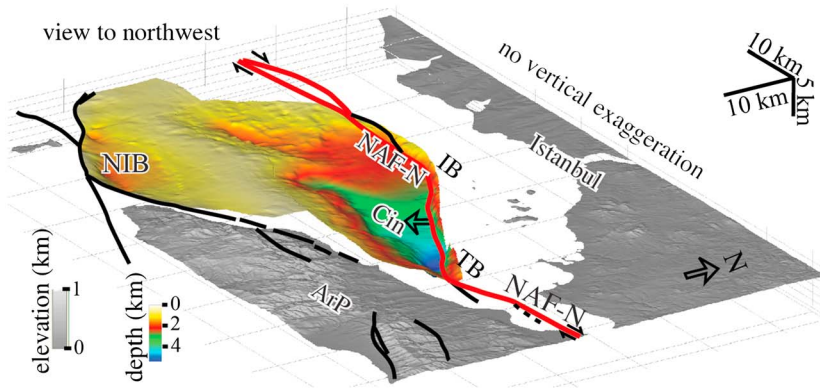 view to northwest
no vertical exaggeration
10 km
5 km
10 km
NIB
NAF-N
IB
Istanbul
Cin
TB
NAF-N
N
ArP
elevation (km)
1
0
depth (km)
0
2
4